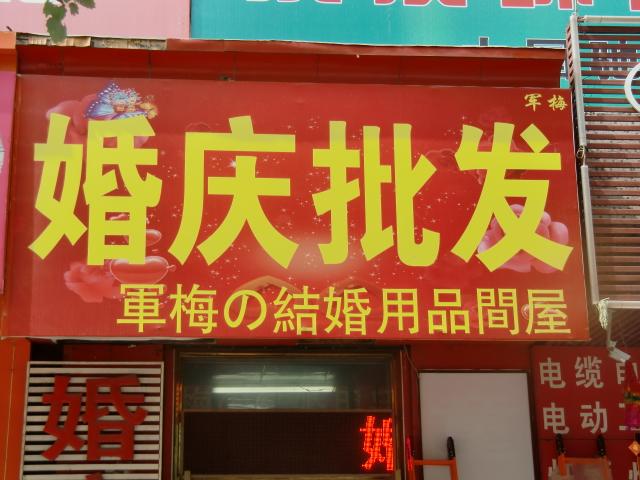 军梅
婚庆批发
軍梅の結婚用品間屋
婚
电缆
电动